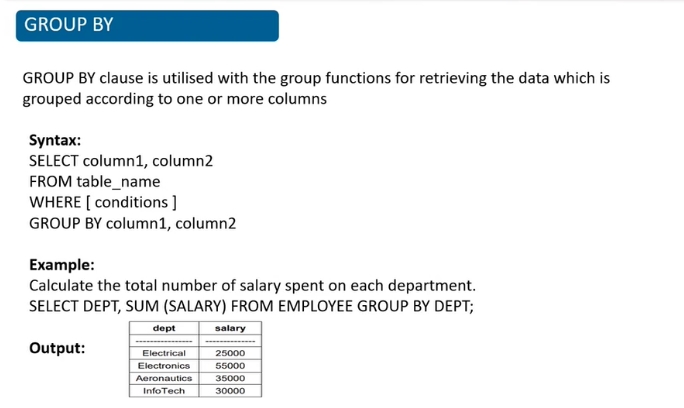 GROUP BY
GROUP BY clause is utilised with the group functions for retrieving the data which is
grouped according to one or more columns
Syntax:
SELECT column1, column2
FROM table_name
WHERE [ conditions ]
GROUP BY column1, column2
Example:
Calculate the total number of salary spent on each department.
SELECT DEPT, SUM (SALARY) FROM EMPLOYEE GROUP BY DEPT;
Output:
dept salary
---------------- --------------
Electrical 25000
Electronics 55000
Aeronautics 35000
InfoTech 30000